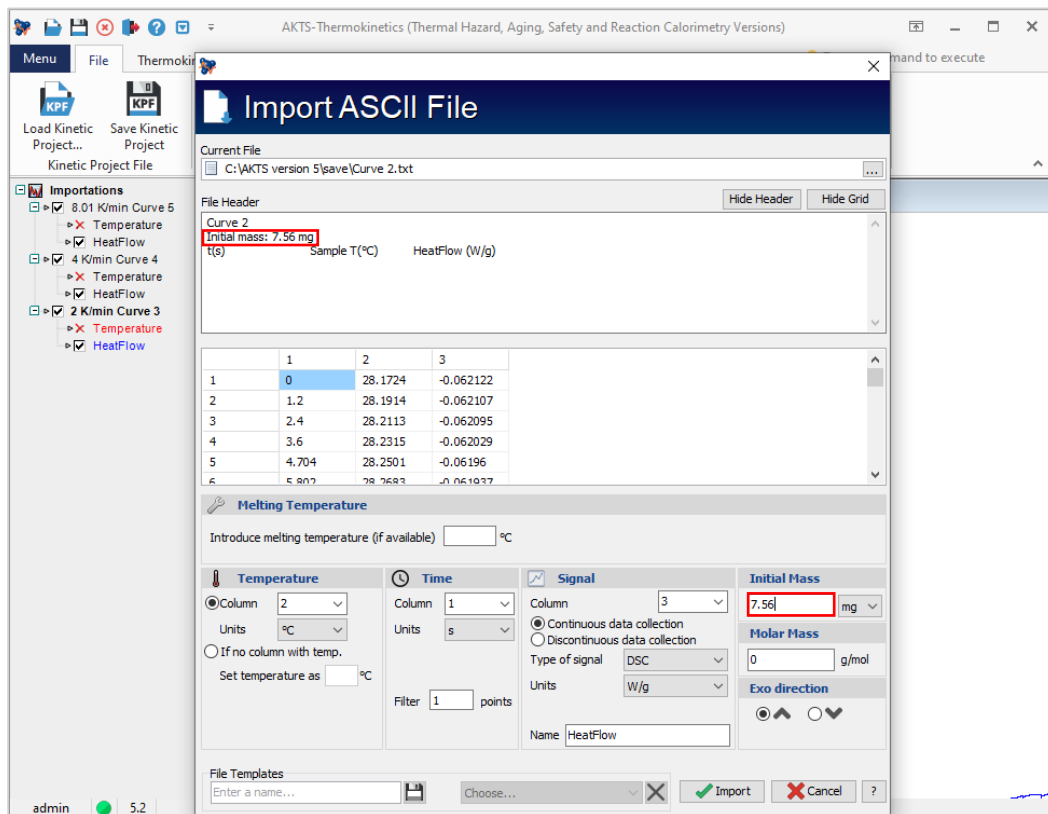 AKTS-Thermokinetics (Thermal Hazard, Aging, Safety and Reaction Calorimetry Versions)
Menu File Thermoki mand to execute
KPF KPF
Load Kinetic Save Kinetic
Project... Project
Kinetic Project File
Importations
8.01 K/min Curve 5
Temperature
HeatFlow
4 K/min Curve 4
Temperature
HeatFlow
2 K/min Curve 3
Temperature
HeatFlow
Import ASCII File
Current File
C:\AKTS version 5\save\Curve 2.txt ...
File Header Hide Header Hide Grid
Curve 2
Initial mass: 7.56 mg
t(s) Sample T(°C) HeatFlow (W/g)
1 2 3
1 0 28.1724 -0.062122
2 1.2 28.1914 -0.062107
3 2.4 28.2113 -0.062095
4 3.6 28.2315 -0.062029
5 4.704 28.2501 -0.06196
6 5.802 28.2683 -0.061937
Melting Temperature
Introduce melting temperature (if available) °C
Temperature Time Signal Initial Mass
Column 2 Column 1 Column 3 7.56 mg
Units °C Units s Continuous data collection
Discontinuous data collection Molar Mass
If no column with temp. Type of signal DSC 0 g/mol
Set temperature as °C Units W/g Exo direction
Filter 1 points
Name HeatFlow
File Templates
Enter a name... Choose... Import Cancel ?
admin 5.2